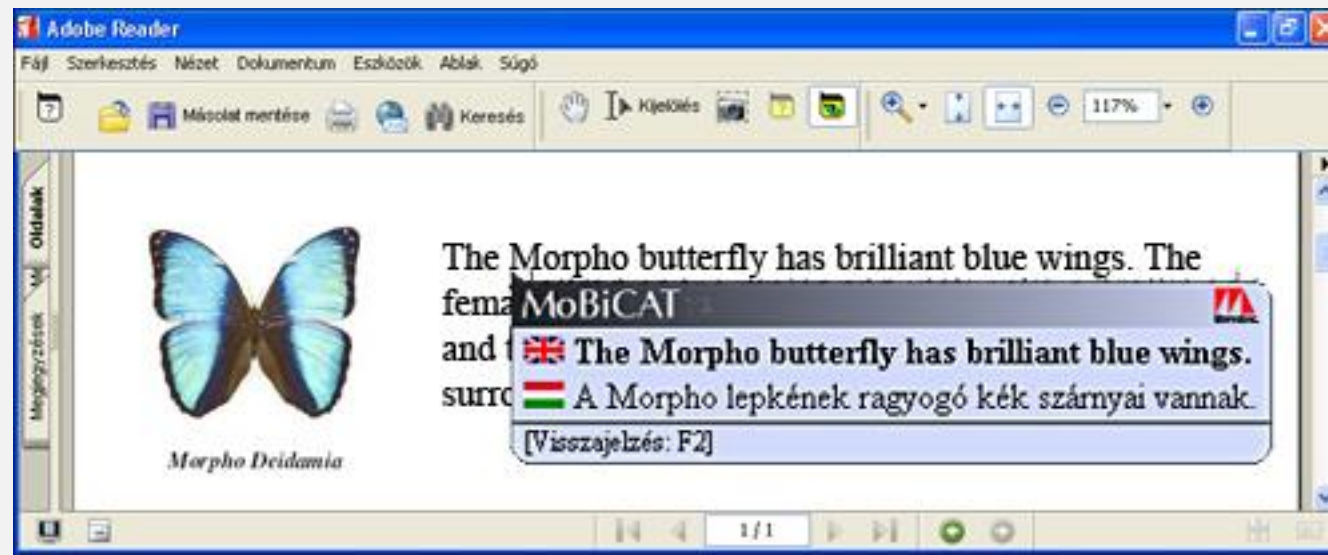 Adobe Reader
Fájl Szerkesztés Nézet Dokumentum Eszközök Ablak Súgó
Másolat mentése Keresés Kijelölés 117%
Oldalak
Megjegyzések
The Morpho butterfly has brilliant blue wings. The
fema
and t
surro
MoBiCAT
The Morpho butterfly has brilliant blue wings.
A Morpho lepkének ragyogó kék szárnyai vannak.
[Visszajelzés: F2]
Morpho Deidamia
1/1